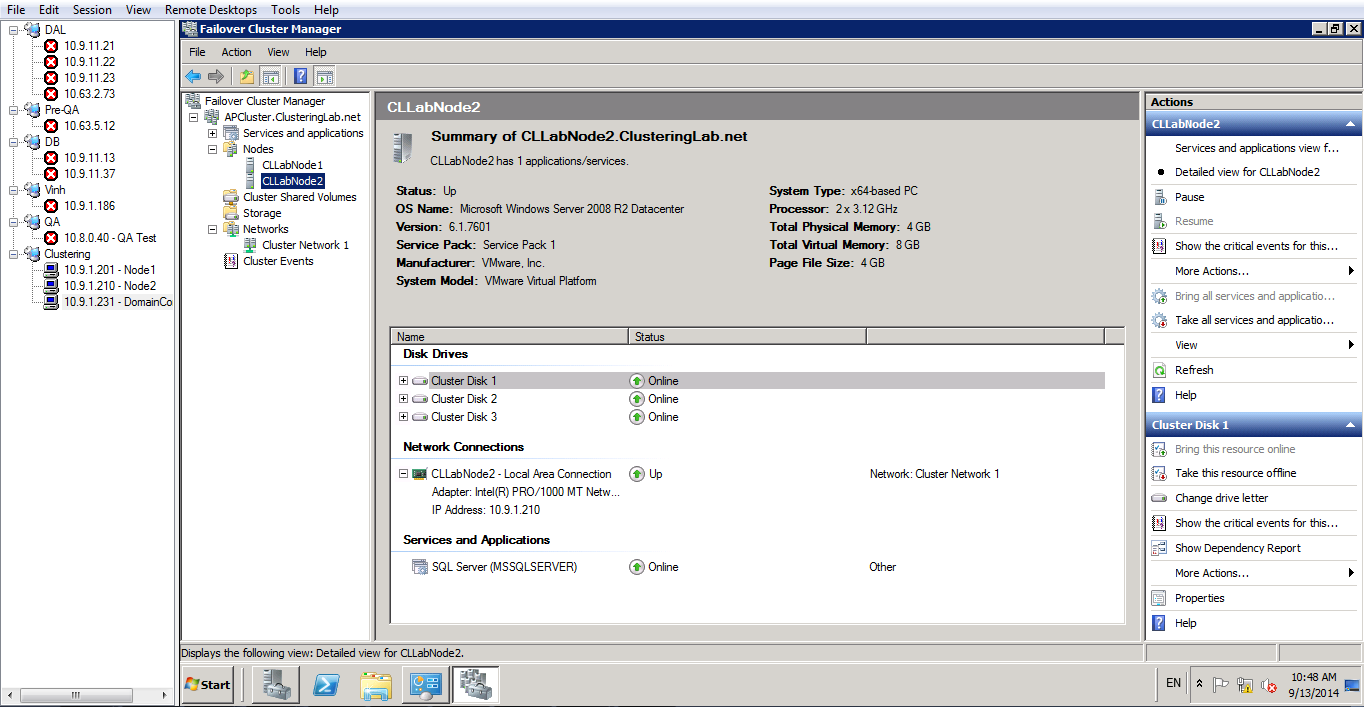 File Edit Session View Remote Desktops Tools Help
DAL
10.9.11.21
10.9.11.22
10.9.11.23
10.63.2.73
Pre-QA
10.63.5.12
DB
10.9.11.13
10.9.11.37
Vinh
10.9.1.186
QA
10.8.0.40 - QA Test
Clustering
10.9.1.201 - Node1
10.9.1.210 - Node2
10.9.1.231 - DomainCo
Failover Cluster Manager
File Action View Help
Failover Cluster Manager
APCluster.ClusteringLab.net
Services and applications
Nodes
CLLabNode1
CLLabNode2
Cluster Shared Volumes
Storage
Networks
Cluster Network 1
Cluster Events
CLLabNode2
Summary of CLLabNode2.ClusteringLab.net
CLLabNode2 has 1 applications/services.
Status: Up
OS Name: Microsoft Windows Server 2008 R2 Datacenter
Version: 6.1.7601
Service Pack: Service Pack 1
Manufacturer: VMware, Inc.
System Model: VMware Virtual Platform
System Type: x64-based PC
Processor: 2 x 3.12 GHz
Total Physical Memory: 4 GB
Total Virtual Memory: 8 GB
Page File Size: 4 GB
Name Status
Disk Drives
Cluster Disk 1 Online
Cluster Disk 2 Online
Cluster Disk 3 Online
Network Connections
CLLabNode2 - Local Area Connection Up Network: Cluster Network 1
Adapter: Intel(R) PRO/1000 MT Netw...
IP Address: 10.9.1.210
Services and Applications
SQL Server (MSSQLSERVER) Online Other
Actions
CLLabNode2
Services and applications view f...
Detailed view for CLLabNode2
Pause
Resume
Show the critical events for this...
More Actions...
Bring all services and applicatio...
Take all services and applicatio...
View
Refresh
Help
Cluster Disk 1
Bring this resource online
Take this resource offline
Change drive letter
Show the critical events for this...
Show Dependency Report
More Actions...
Properties
Help
Displays the following view: Detailed view for CLLabNode2.
Start
EN
10:48 AM
9/13/2014